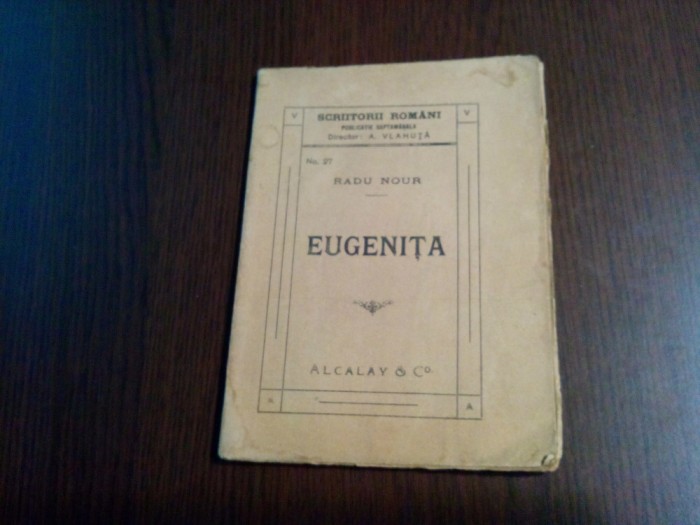 V
V
SCRIITORII ROMÂNI
PUBLICAȚIE SĂPTĂMÂNALĂ
Director: A. VLAHUȚĂ
No. 27
RADU NOUR
EUGENIȚA
ALCALAY & Co.
A